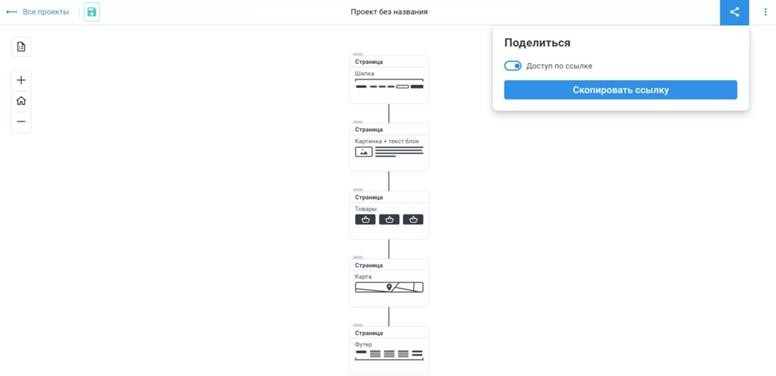 Все проекты
Проект без названия
Поделиться
Доступ по ссылке
Скопировать ссылку
Страница
Шапка
Страница
Картинка + текст блок
Страница
Товары
Страница
Карта
Страница
Футер